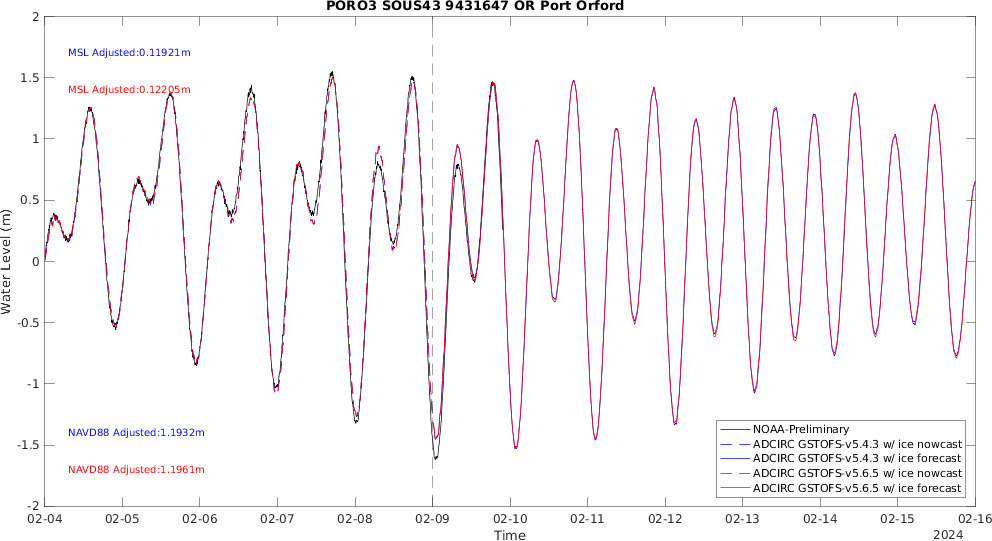 PORO3 SOUS43 9431647 OR Port Orford
MSL Adjusted:0.11921m
MSL Adjusted:0.12205m
NAVD88 Adjusted:1.1932m
NAVD88 Adjusted:1.1961m
Water Level (m)
2
1.5
1
0.5
0
-0.5
-1
-1.5
-2
NOAA-Preliminary
ADCIRC GSTOFS-v5.4.3 w/ ice nowcast
ADCIRC GSTOFS-v5.4.3 w/ ice forecast
ADCIRC GSTOFS-v5.6.5 w/ ice nowcast
ADCIRC GSTOFS-v5.6.5 w/ ice forecast
02-04 02-05 02-06 02-07 02-08 02-09 02-10 02-11 02-12 02-13 02-14 02-15 02-16
Time
2024